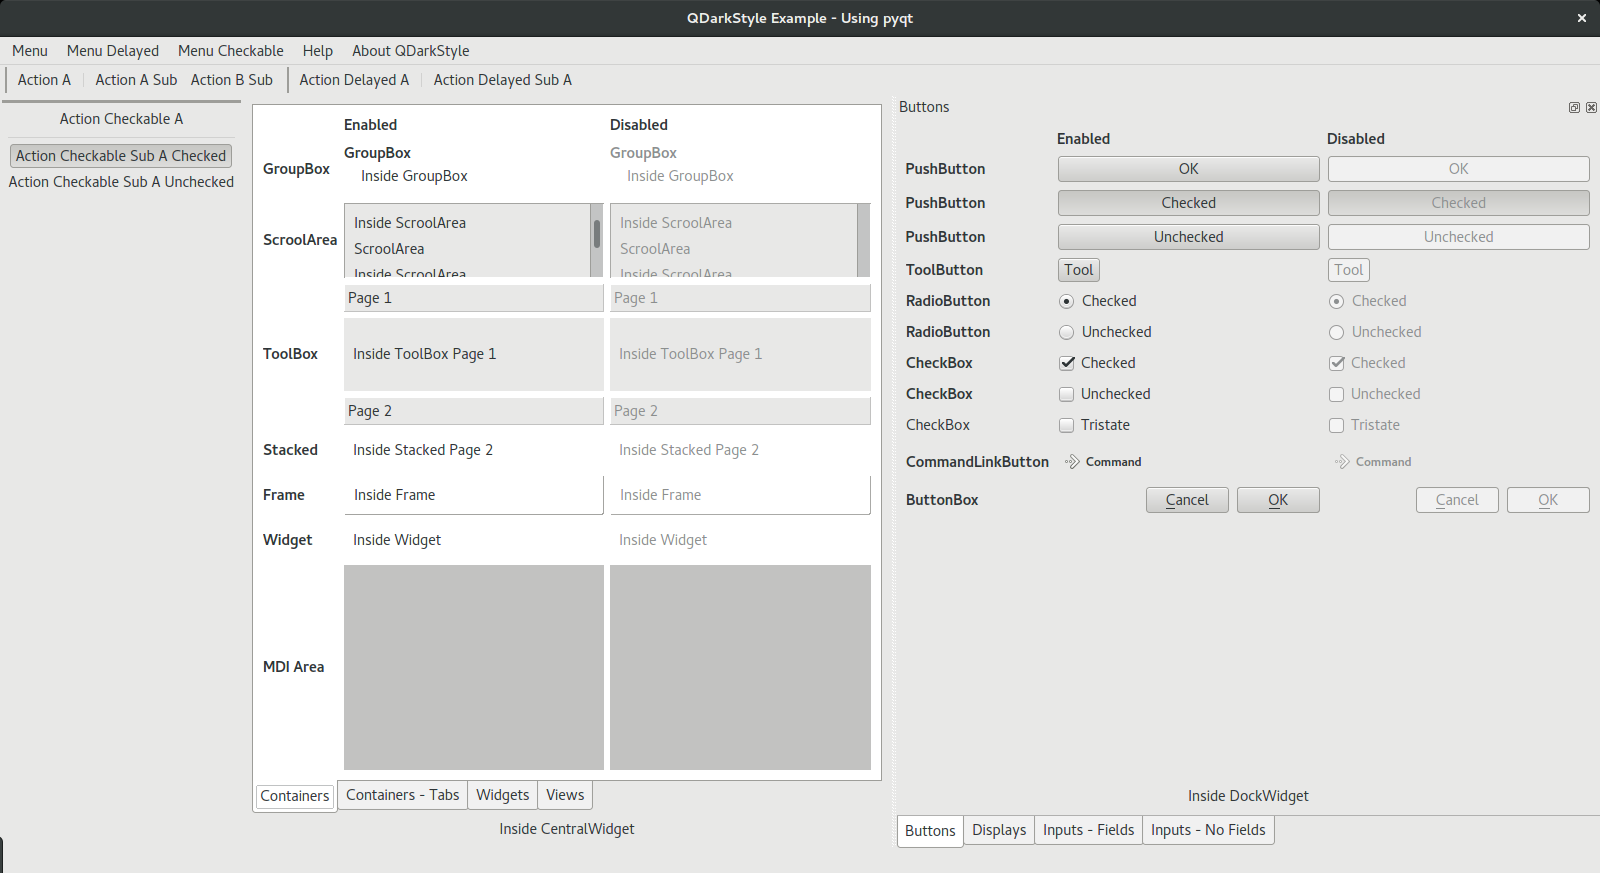 QDarkStyle Example - Using pyqt
Menu Menu Delayed Menu Checkable Help About QDarkStyle
Action A Action A Sub Action B Sub Action Delayed A Action Delayed Sub A
Action Checkable A
Action Checkable Sub A Checked
Action Checkable Sub A Unchecked
Enabled Disabled
GroupBox GroupBox GroupBox
Inside GroupBox Inside GroupBox
ScroolArea Inside ScroolArea Inside ScroolArea
ScroolArea ScroolArea
Inside ScroolArea Inside ScroolArea
Page 1 Page 1
ToolBox Inside ToolBox Page 1 Inside ToolBox Page 1
Page 2 Page 2
Stacked Inside Stacked Page 2 Inside Stacked Page 2
Frame Inside Frame Inside Frame
Widget Inside Widget Inside Widget
MDI Area
Containers Containers - Tabs Widgets Views
Inside CentralWidget
Buttons
Enabled Disabled
PushButton OK OK
PushButton Checked Checked
PushButton Unchecked Unchecked
ToolButton Tool Tool
RadioButton Checked Checked
RadioButton Unchecked Unchecked
CheckBox Checked Checked
CheckBox Unchecked Unchecked
CheckBox Tristate Tristate
CommandLinkButton Command Command
ButtonBox Cancel OK Cancel OK
Inside DockWidget
Buttons Displays Inputs - Fields Inputs - No Fields